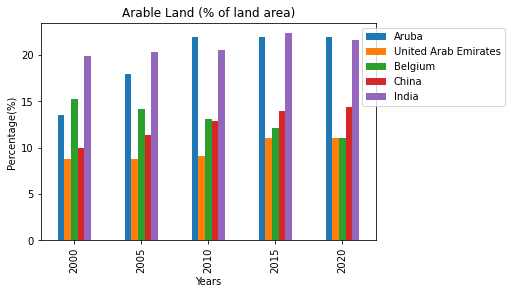 Arable Land (% of land area)
Aruba
United Arab Emirates
Belgium
China
India
Percentage(%)
20
15
10
5
0
2000 2005 2010 2015 2020
Years